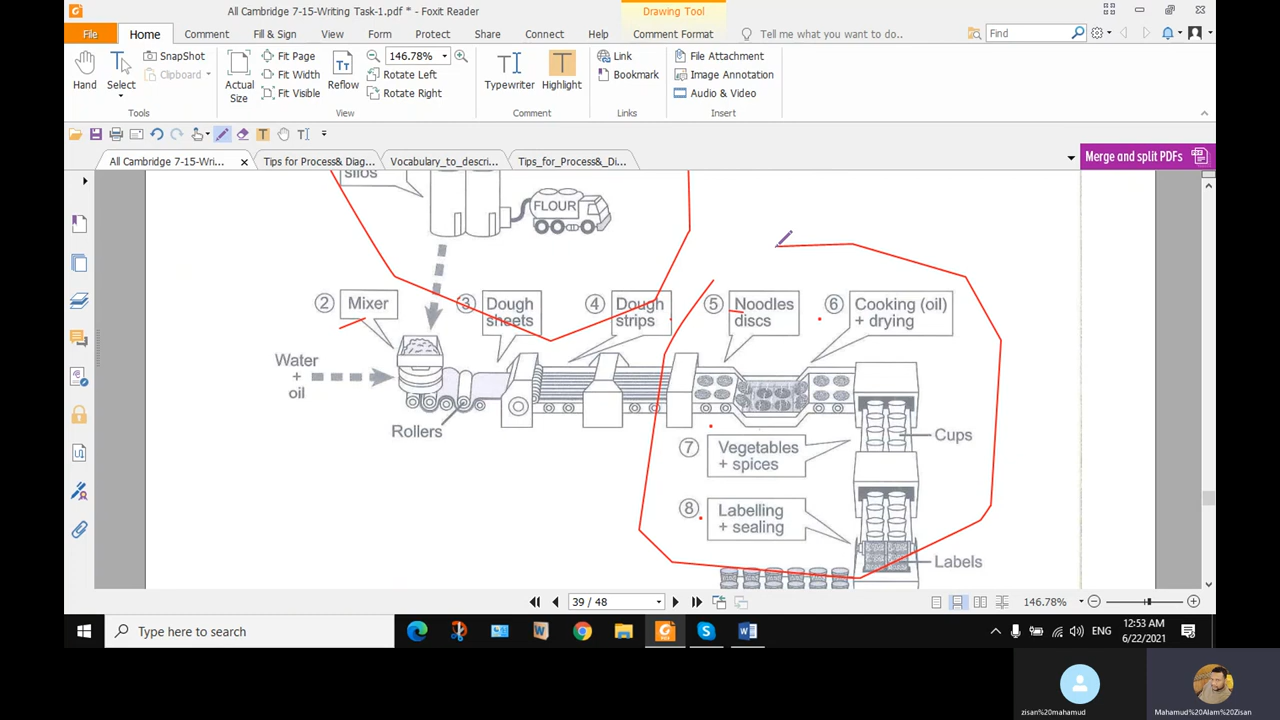 All Cambridge 7-15-Writing Task-1.pdf * - Foxit Reader
Drawing Tool
File
Home
Comment
Fill & Sign
View
Form
Protect
Share
Connect
Help
Comment Format
Tell me what you want to do..
Find
Hand
Select
SnapShot
Clipboard
Actual
Size
Fit Page
Fit Width
Fit Visible
Reflow
146.78%
Rotate Left
Rotate Right
Typewriter
Highlight
Link
Bookmark
File Attachment
Image Annotation
Audio & Video
Tools
View
Comment
Links
Insert
All Cambridge 7-15-Wri...
Tips for Process& Diag...
Vocabulary_to_descri...
Tips_for_Process&_Di...
Merge and split PDFs
silos
FLOUR
2 Mixer
3 Dough
sheets
4 Dough
strips
5 Noodles
discs
6 Cooking (oil)
+ drying
Water
+
oil
Rollers
7 Vegetables
+ spices
Cups
8 Labelling
+ sealing
Labels
39 / 48
146.78%
Type here to search
ENG
12:53 AM
6/22/2021
zisan%20mahamud
Mahamud%20Alam%20Zisan